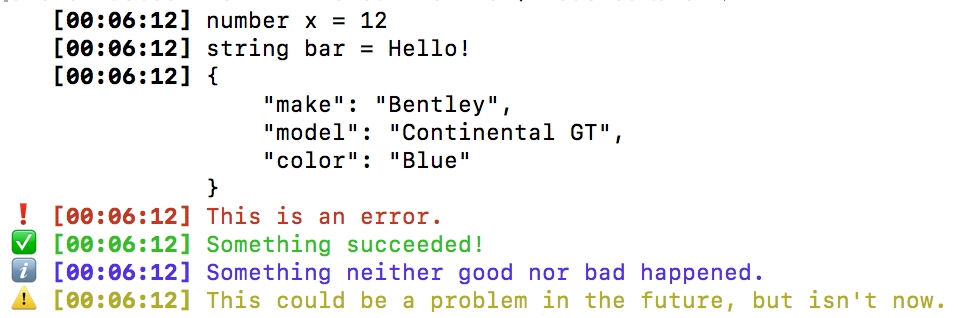 [00:06:12] number x = 12
[00:06:12] string bar = Hello!
[00:06:12] {
    "make": "Bentley",
    "model": "Continental GT",
    "color": "Blue"
}
❗ [00:06:12] This is an error.
✅ [00:06:12] Something succeeded!
ℹ️ [00:06:12] Something neither good nor bad happened.
⚠️ [00:06:12] This could be a problem in the future, but isn't now.